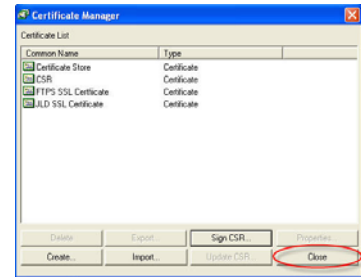 Certificate Manager
Certificate List
Common Name Type
Certificate Store Certificate
CSR Certificate
FTPS SSL Certificate Certificate
JLD SSL Certificate Certificate
Delete Export... Sign CSR... Properties...
Create... Import... Update CSR... Close